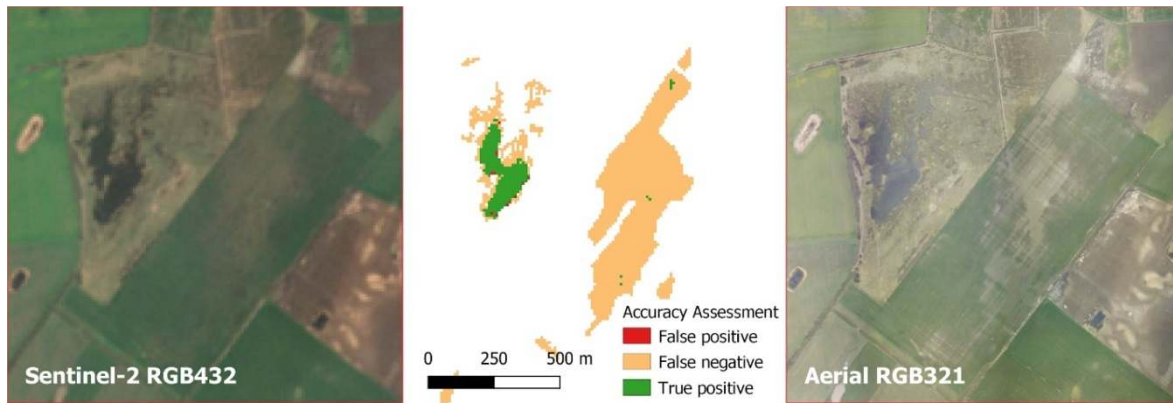 Sentinel-2 RGB432
Accuracy Assessment
False positive
False negative
True positive
0 250 500 m
Aerial RGB321